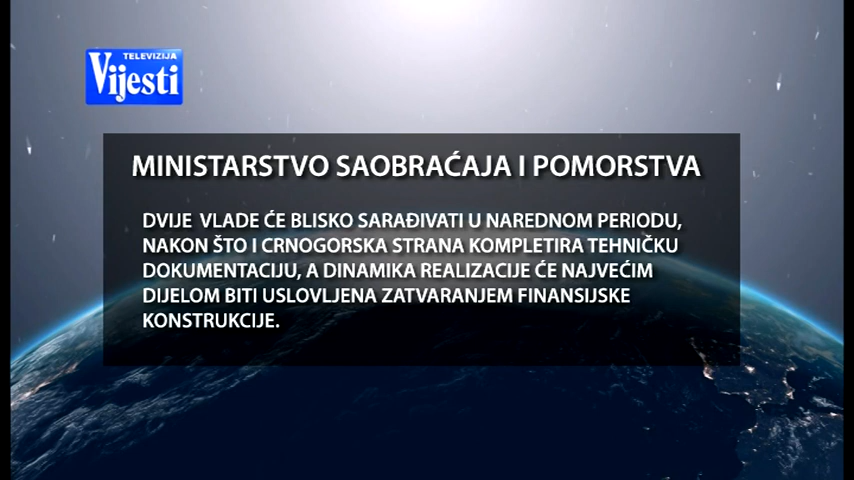 TELEVIZIJA
Vijesti
MINISTARSTVO SAOBRAĆAJA I POMORSTVA
DVIJE VLADE ĆE BLISKO SARAĐIVATI U NAREDNOM PERIODU,
NAKON ŠTO I CRNOGORSKA STRANA KOMPLETIRA TEHNIČKU
DOKUMENTACIJU, A DINAMIKA REALIZACIJE ĆE NAJVEĆIM
DIJELOM BITI USLOVLJENA ZATVARANJEM FINANSIJSKE
KONSTRUKCIJE.